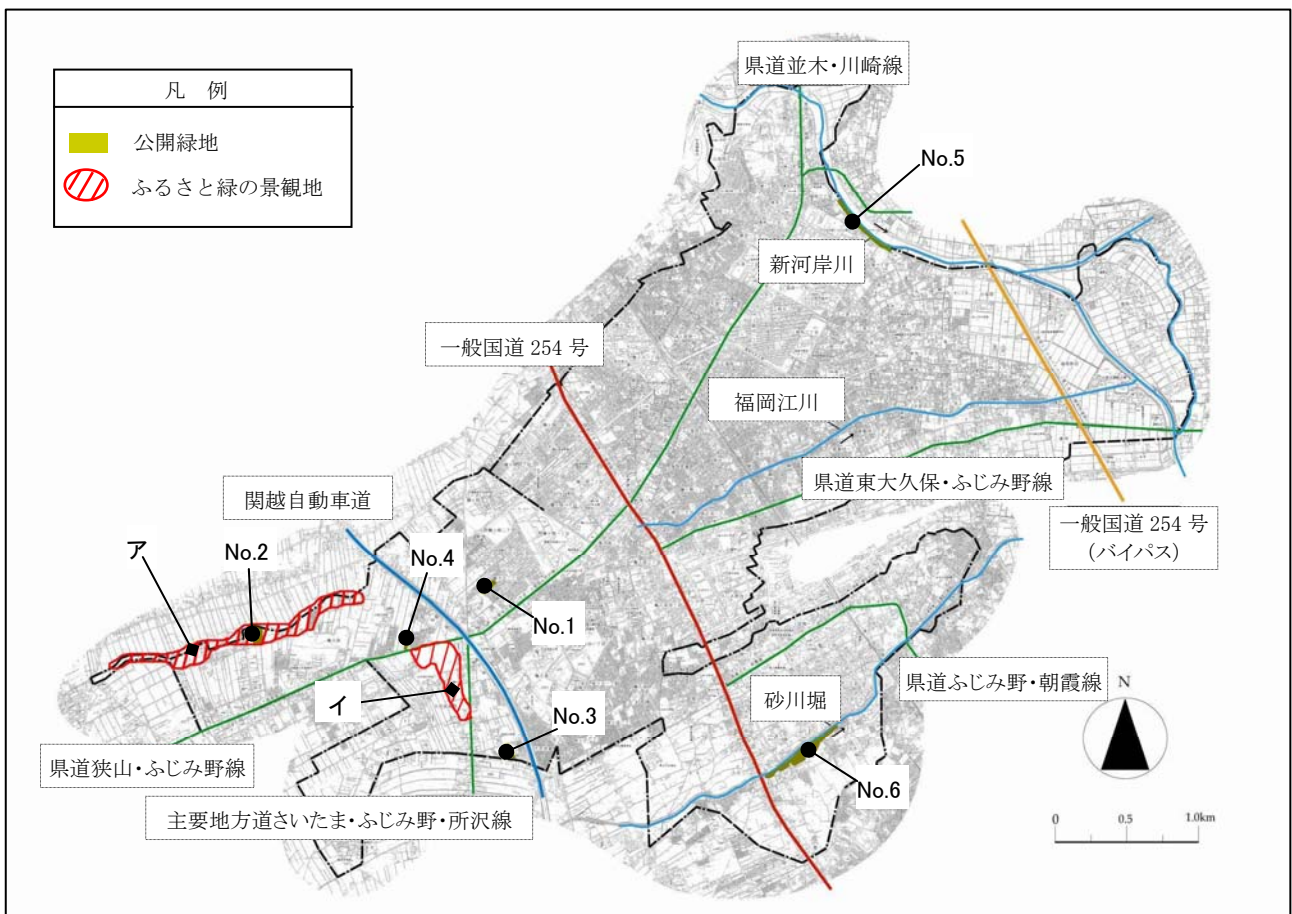 凡 例
公開緑地
ふるさと緑の景観地
県道並木・川崎線
No.5
新河岸川
一般国道 254 号
福岡江川
県道東大久保・ふじみ野線
一般国道 254 号
(バイパス)
関越自動車道
ア
No.2
No.4
No.1
イ
No.3
県道狭山・ふじみ野線
主要地方道さいたま・ふじみ野・所沢線
砂川堀
No.6
県道ふじみ野・朝霞線
N
0 0.5 1.0km